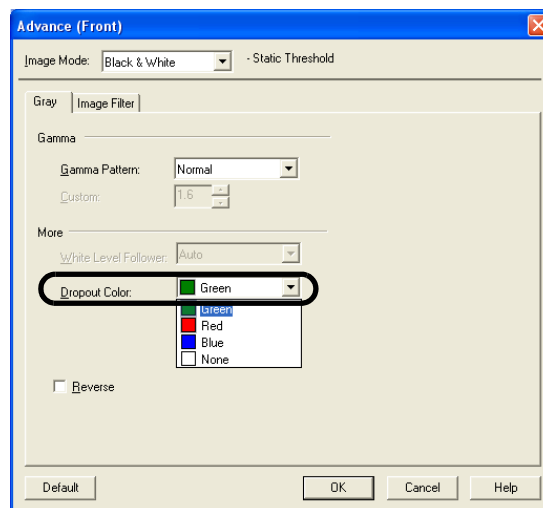 Advance (Front)
Image Mode: Black & White - Static Threshold
Gray Image Filter
Gamma
Gamma Pattern: Normal
Custom: 1.6
More
White Level Follower: Auto
Dropout Color: Green
Green
Red
Blue
None
Reverse
Default OK Cancel Help